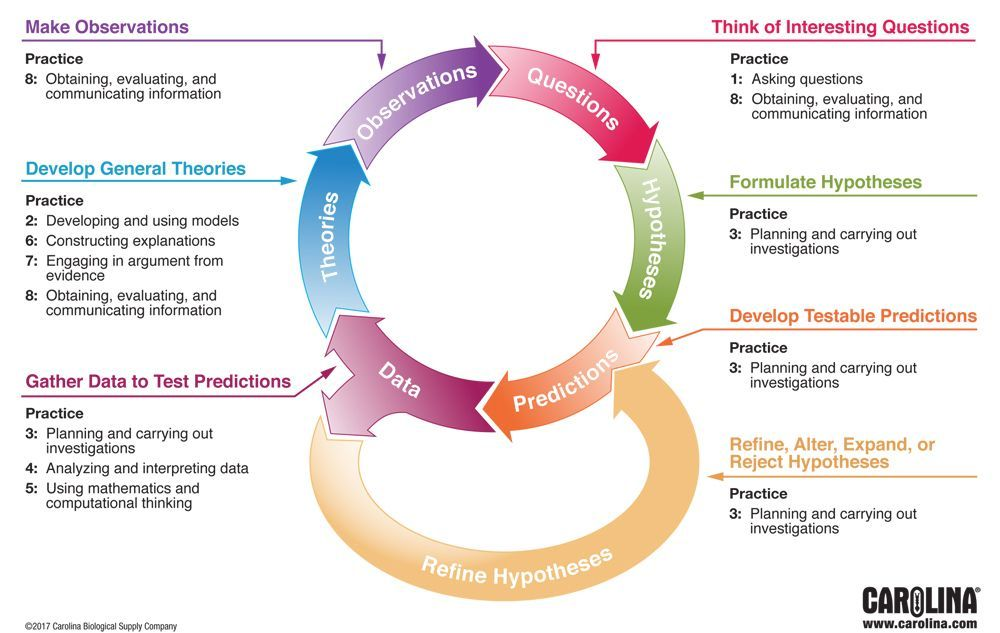 Make Observations
Practice
8: Obtaining, evaluating, and
communicating information
Think of Interesting Questions
Practice
1: Asking questions
8: Obtaining, evaluating, and
communicating information
Observations
Questions
Develop General Theories
Practice
2: Developing and using models
6: Constructing explanations
7: Engaging in argument from
evidence
8: Obtaining, evaluating, and
communicating information
Theories
Hypotheses
Formulate Hypotheses
Practice
3: Planning and carrying out
investigations
Develop Testable Predictions
Practice
3: Planning and carrying out
investigations
Gather Data to Test Predictions
Practice
3: Planning and carrying out
investigations
4: Analyzing and interpreting data
5: Using mathematics and
computational thinking
Data
Predictions
Refine, Alter, Expand, or
Reject Hypotheses
Practice
3: Planning and carrying out
investigations
Refine Hypotheses
CAROLINA®
www.carolina.com
©2017 Carolina Biological Supply Company